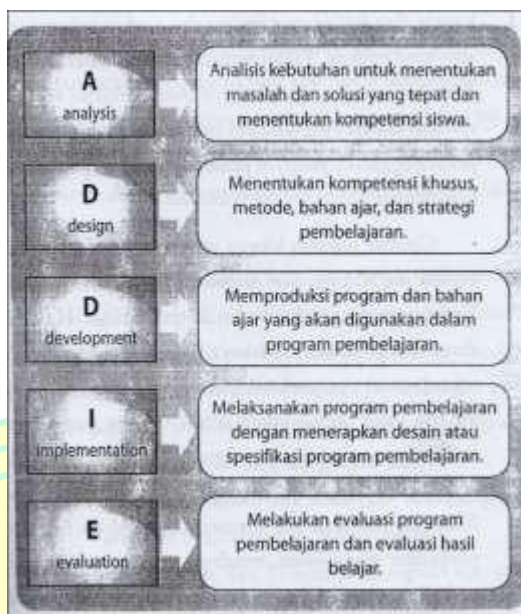 A
analysis
Analisis kebutuhan untuk menentukan
masalah dan solusi yang tepat dan
menentukan kompetensi siswa.
D
design
Menentukan kompetensi khusus,
metode, bahan ajar, dan strategi
pembelajaran.
D
development
Memproduksi program dan bahan
ajar yang akan digunakan dalam
program pembelajaran.
I
implementation
Melaksanakan program pembelajaran
dengan menerapkan desain atau
spesifikasi program pembelajaran.
E
evaluation
Melakukan evaluasi program
pembelajaran dan evaluasi hasil
belajar.